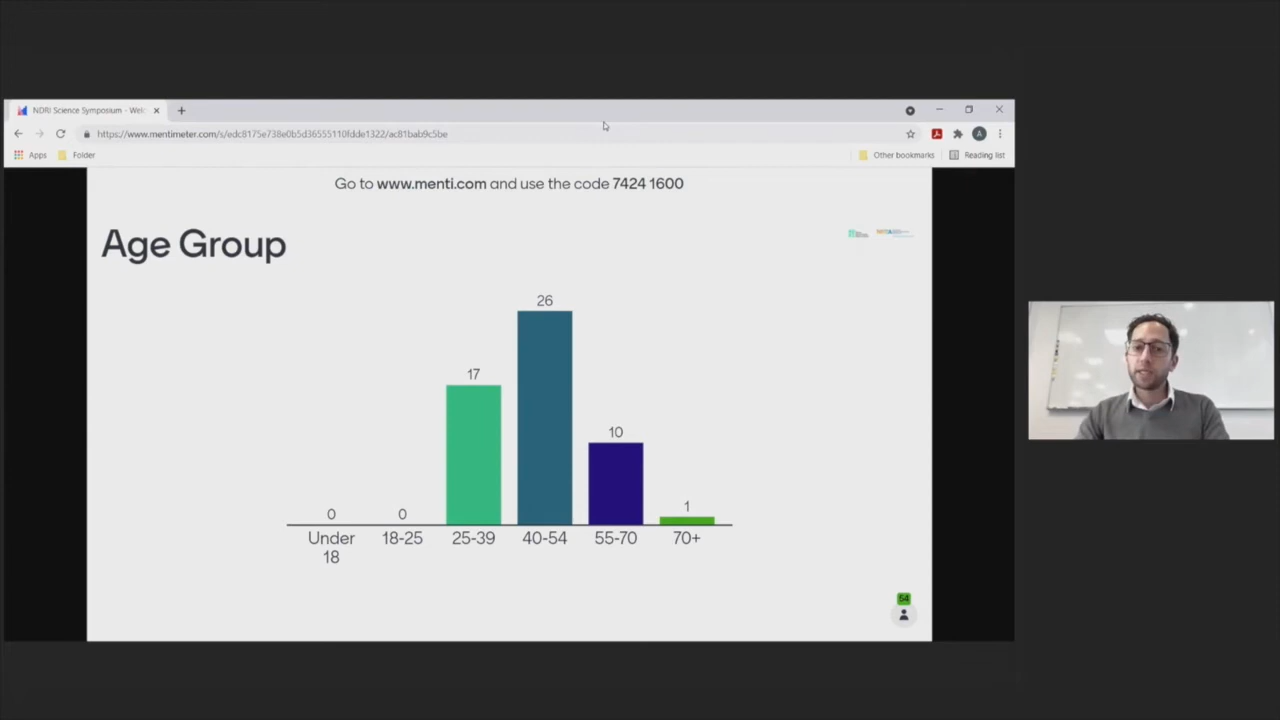 NDRI Science Symposium - Welc
https://www.mentimeter.com/s/edc8175e738e0b5d36555110fdde1322/ac81bab9c5be
A
Apps
Folder
Other bookmarks
Reading list
Go to www.menti.com and use the code 7424 1600
Age Group
26
17
10
1
0
0
Under 18
18-25
25-39
40-54
55-70
70+
54